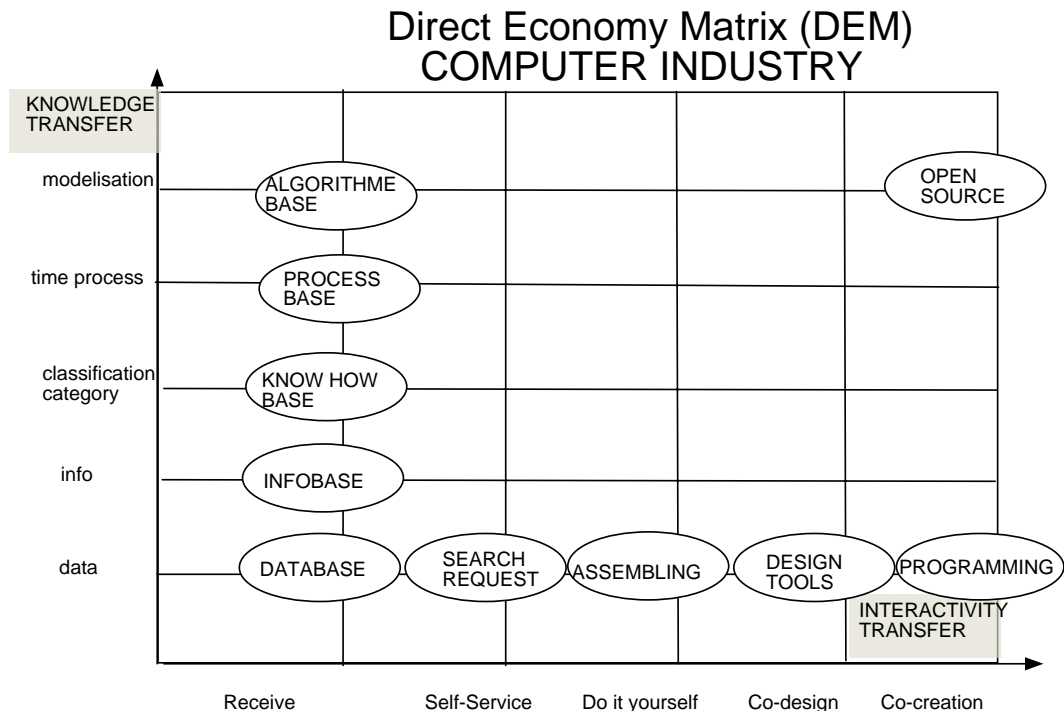 Direct Economy Matrix (DEM)
COMPUTER INDUSTRY
KNOWLEDGE
TRANSFER
modelisation
ALGORITHME
BASE
OPEN
SOURCE
time process
PROCESS
BASE
classification
category
KNOW HOW
BASE
info
INFOBASE
data
DATABASE
SEARCH
REQUEST
ASSEMBLING
DESIGN
TOOLS
PROGRAMMING
INTERACTIVITY
TRANSFER
Receive
Self-Service
Do it yourself
Co-design
Co-creation